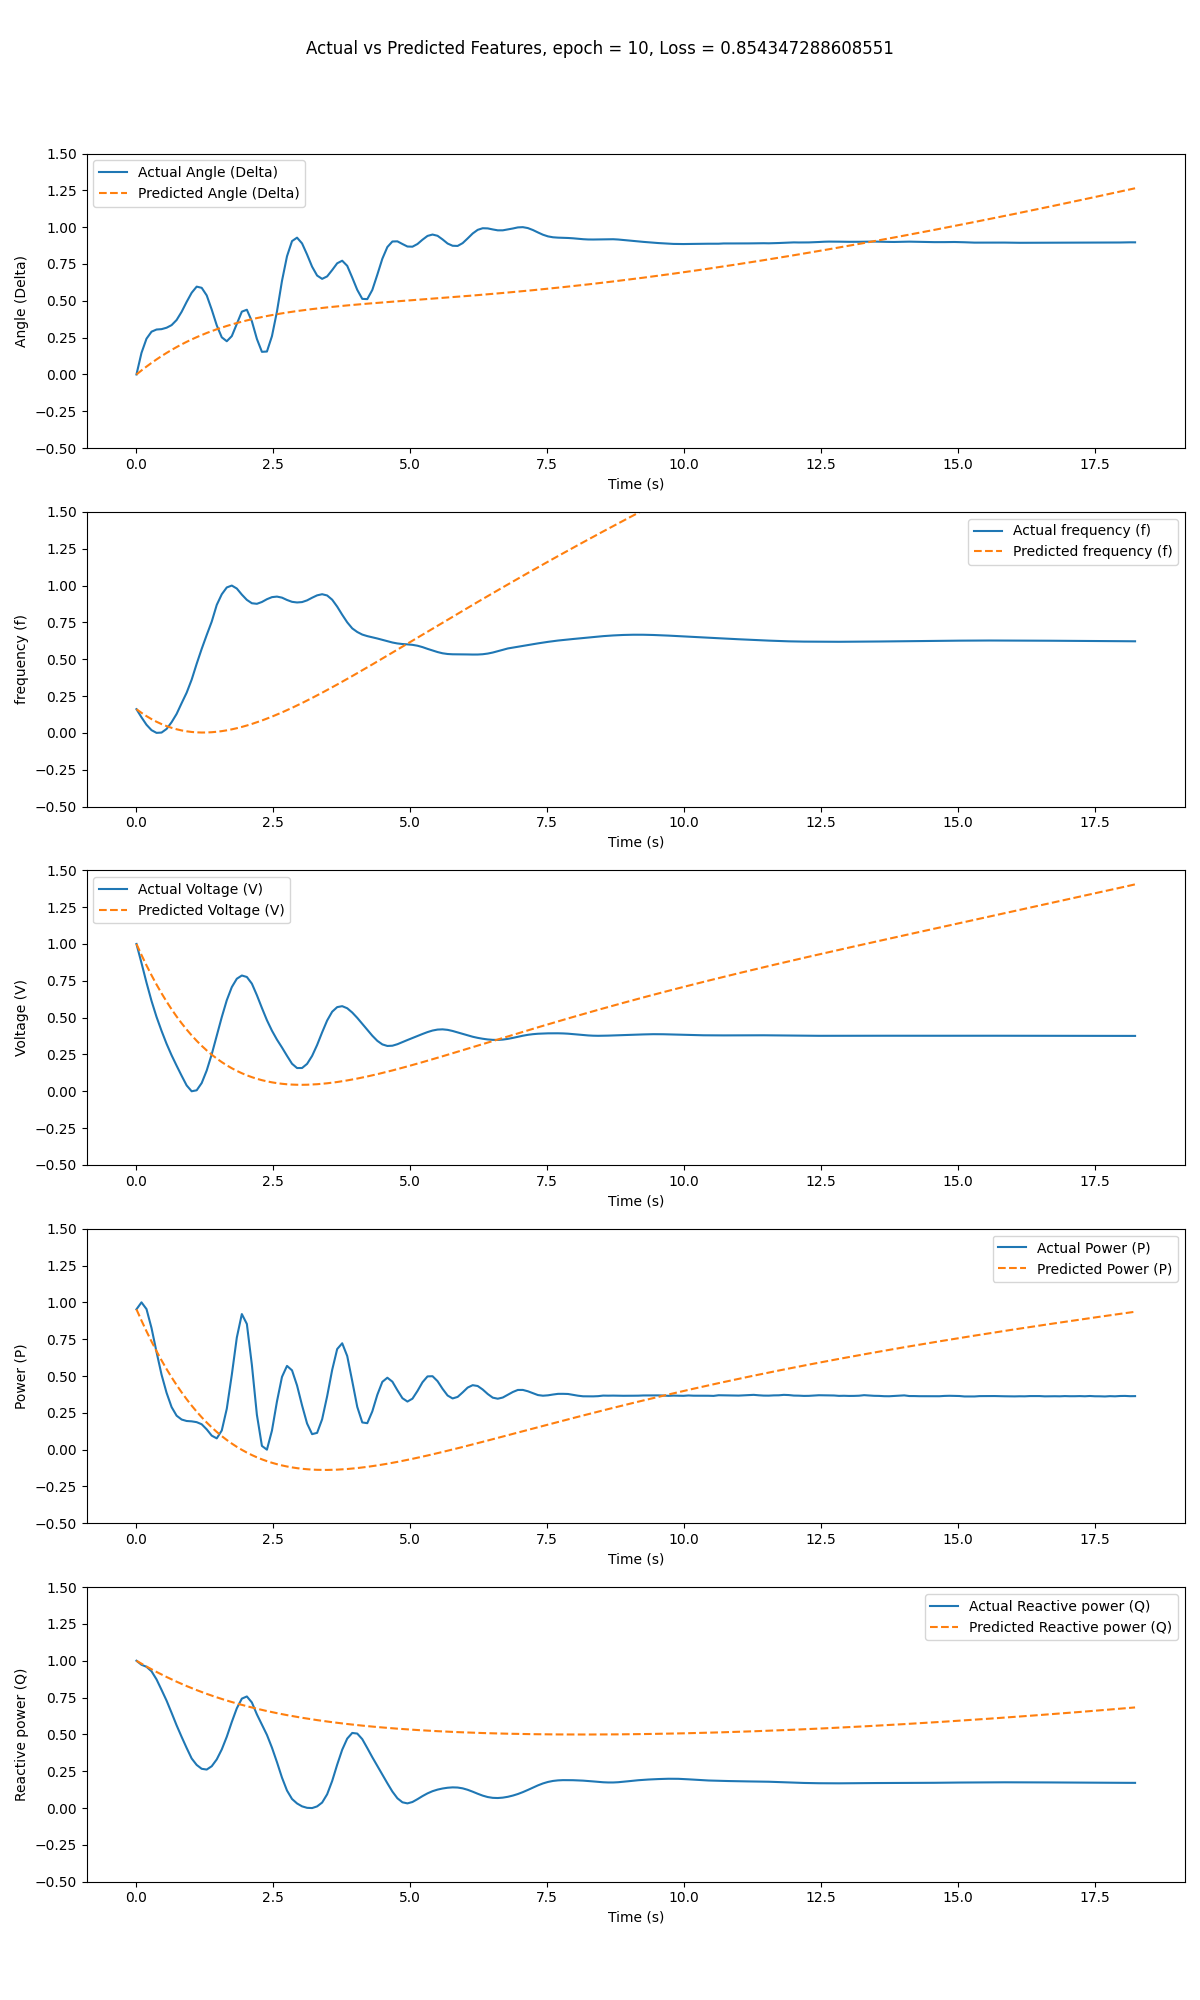 Actual vs Predicted Features, epoch = 10, Loss = 0.854347288608551
1.50
1.25
1.00
0.75
0.50
0.25
0.00
−0.25
−0.50
Angle (Delta)
Actual Angle (Delta)
Predicted Angle (Delta)
0.0 2.5 5.0 7.5 10.0 12.5 15.0 17.5
Time (s)
1.50
1.25
1.00
0.75
0.50
0.25
0.00
−0.25
−0.50
frequency (f)
Actual frequency (f)
Predicted frequency (f)
0.0 2.5 5.0 7.5 10.0 12.5 15.0 17.5
Time (s)
1.50
1.25
1.00
0.75
0.50
0.25
0.00
−0.25
−0.50
Voltage (V)
Actual Voltage (V)
Predicted Voltage (V)
0.0 2.5 5.0 7.5 10.0 12.5 15.0 17.5
Time (s)
1.50
1.25
1.00
0.75
0.50
0.25
0.00
−0.25
−0.50
Power (P)
Actual Power (P)
Predicted Power (P)
0.0 2.5 5.0 7.5 10.0 12.5 15.0 17.5
Time (s)
1.50
1.25
1.00
0.75
0.50
0.25
0.00
−0.25
−0.50
Reactive power (Q)
Actual Reactive power (Q)
Predicted Reactive power (Q)
0.0 2.5 5.0 7.5 10.0 12.5 15.0 17.5
Time (s)